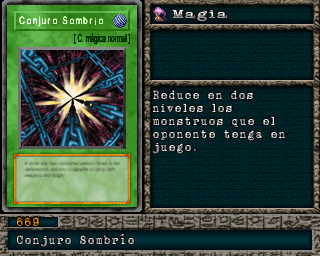 Conjuro Sombrío
[C. mágica normal]
Magia
Reduce en dos
niveles los
monstruos que el
oponente tenga en
juego.
669
Conjuro Sombrío